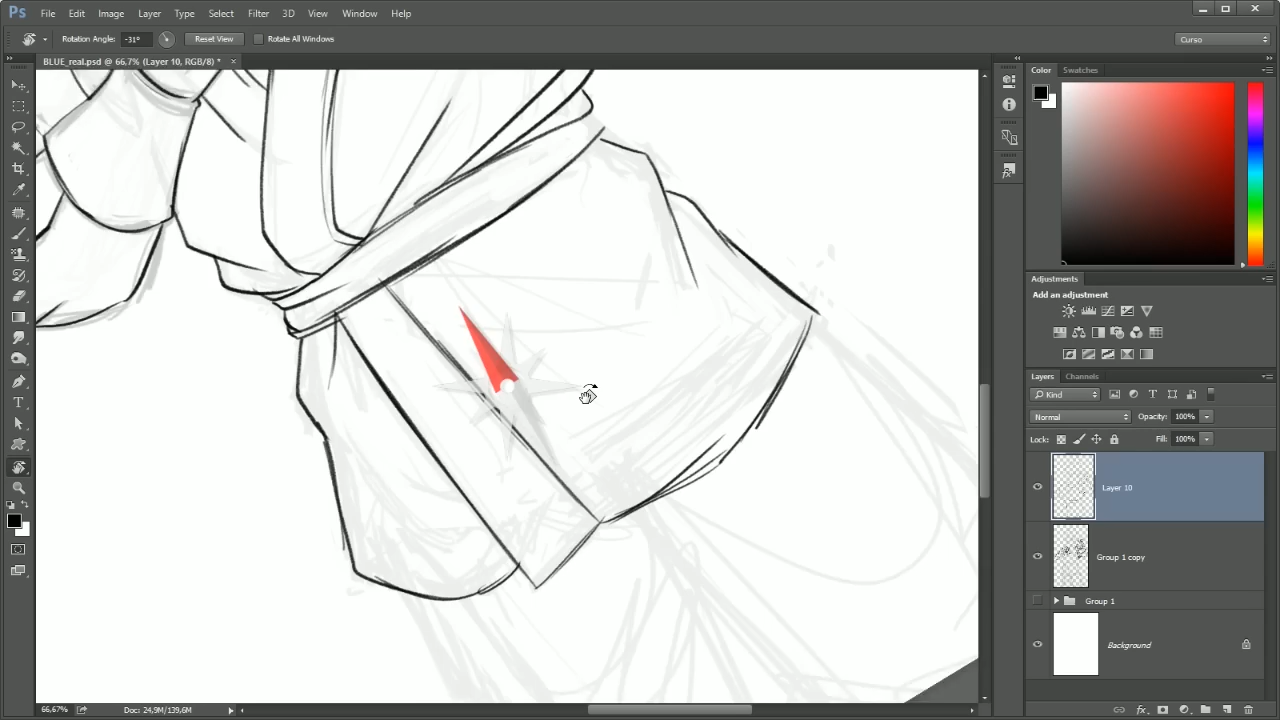 Ps File Edit Image Layer Type Select Filter 3D View Window Help
Rotation Angle: -31° Reset View Rotate All Windows Curso
BLUE_real.psd @ 66,7% (Layer 10, RGB/8) *
Color Swatches
Adjustments
Add an adjustment
Layers Channels
Kind
Normal Opacity: 100%
Lock: Fill: 100%
Layer 10
Group 1 copy
Group 1
Background
66,67% Doc: 24,9M/139,6M